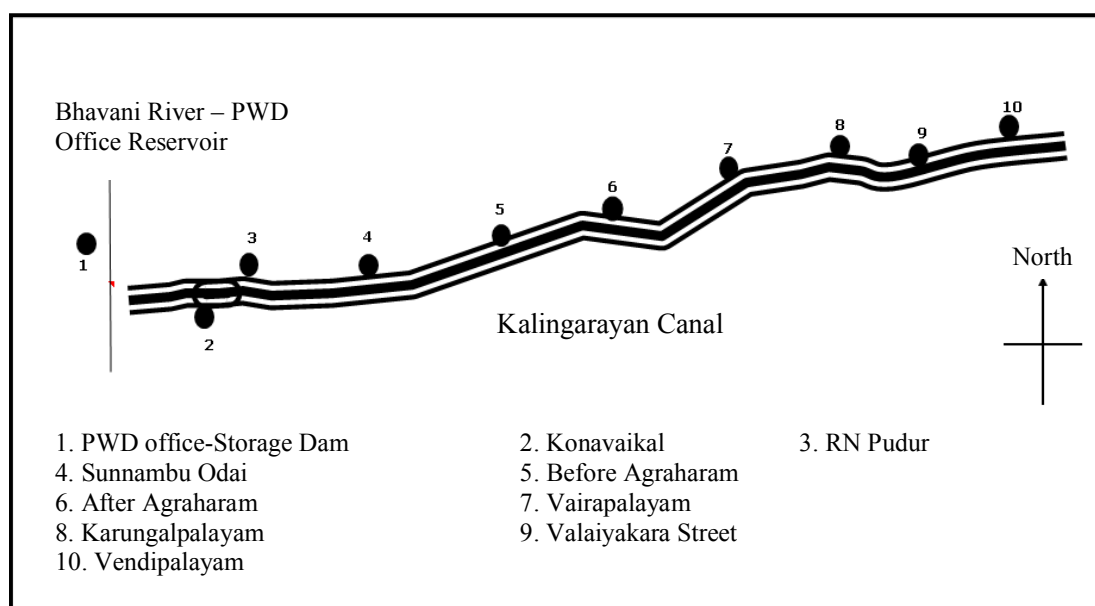 Bhavani River – PWD
Office Reservoir
10
8
9
7
6
5
3
4
1
North
2
Kalingarayan Canal
1. PWD office-Storage Dam 2. Konavaikal 3. RN Pudur
4. Sunnambu Odai 5. Before Agraharam
6. After Agraharam 7. Vairapalayam
8. Karungalpalayam 9. Valaiyakara Street
10. Vendipalayam